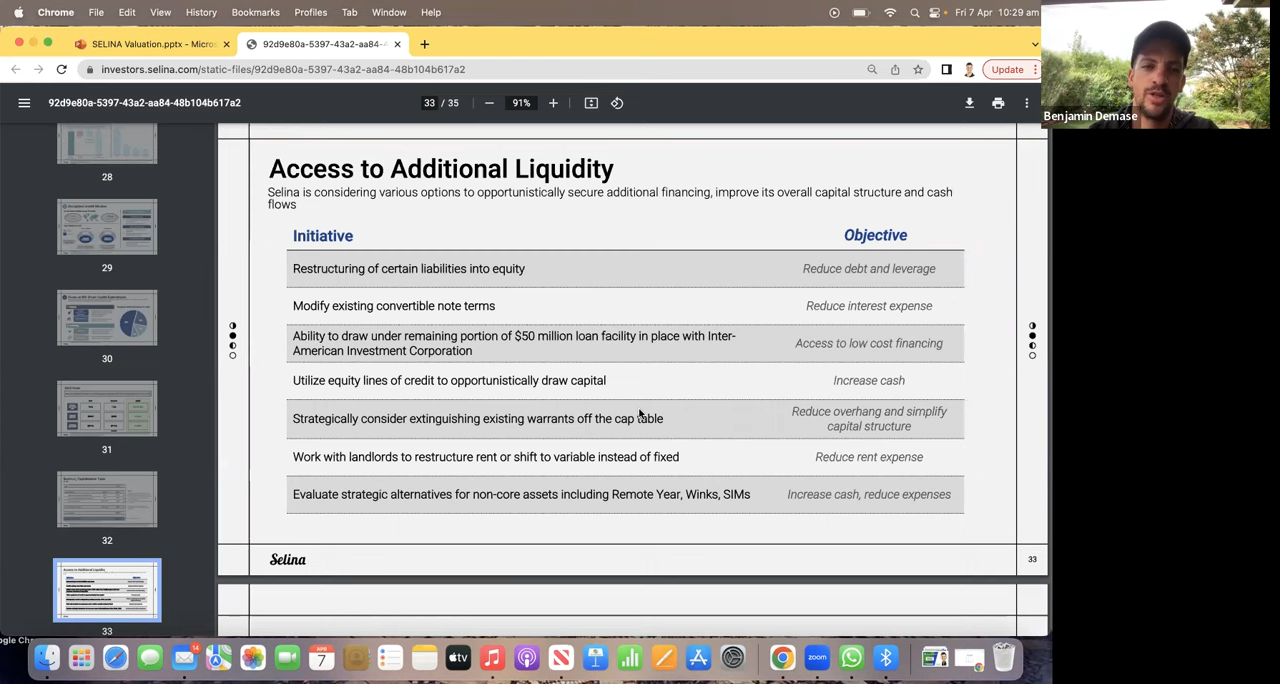 Chrome File Edit View History Bookmarks Profiles Tab Window Help
Fri 7 Apr 10:29 am
SELINA Valuation.pptx - Micros
92d9e80a-5397-43a2-aa84-
investors.selina.com/static-files/92d9e80a-5397-43a2-aa84-48b104b617a2
Update
92d9e80a-5397-43a2-aa84-48b104b617a2
33 / 35
91%
Benjamin Demase
28
29
30
31
32
33
Access to Additional Liquidity
Selina is considering various options to opportunistically secure additional financing, improve its overall capital structure and cash
flows
Initiative Objective
Restructuring of certain liabilities into equity Reduce debt and leverage
Modify existing convertible note terms Reduce interest expense
Ability to draw under remaining portion of $50 million loan facility in place with Inter-
American Investment Corporation
Access to low cost financing
Utilize equity lines of credit to opportunistically draw capital Increase cash
Strategically consider extinguishing existing warrants off the cap table
Reduce overhang and simplify
capital structure
Work with landlords to restructure rent or shift to variable instead of fixed Reduce rent expense
Evaluate strategic alternatives for non-core assets including Remote Year, Winks, SIMs Increase cash, reduce expenses
Selina
33
ogle Ch
14
APR
7
tv
zoom